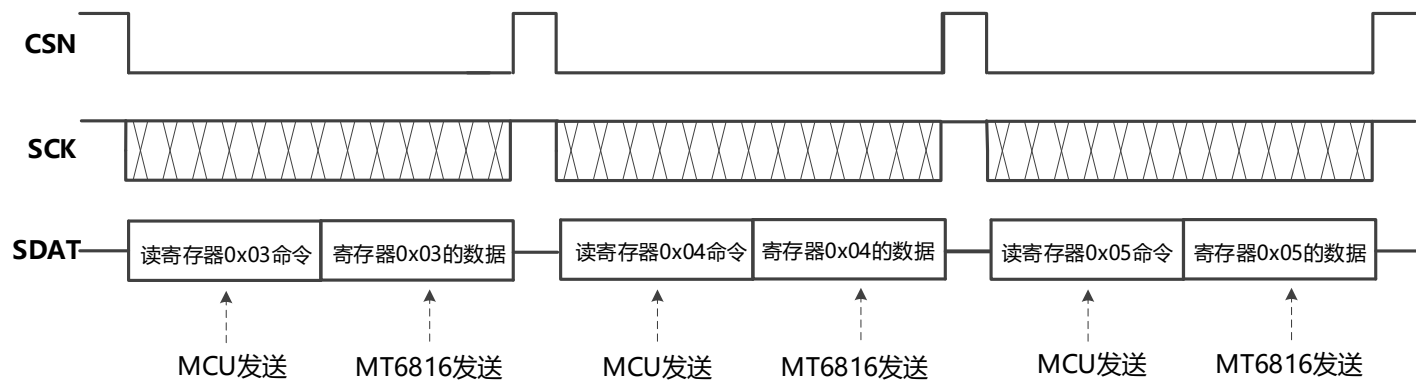 CSN
SCK
SDAT
读寄存器0x03命令 寄存器0x03的数据 读寄存器0x04命令 寄存器0x04的数据 读寄存器0x05命令 寄存器0x05的数据
MCU发送 MT6816发送 MCU发送 MT6816发送 MCU发送 MT6816发送